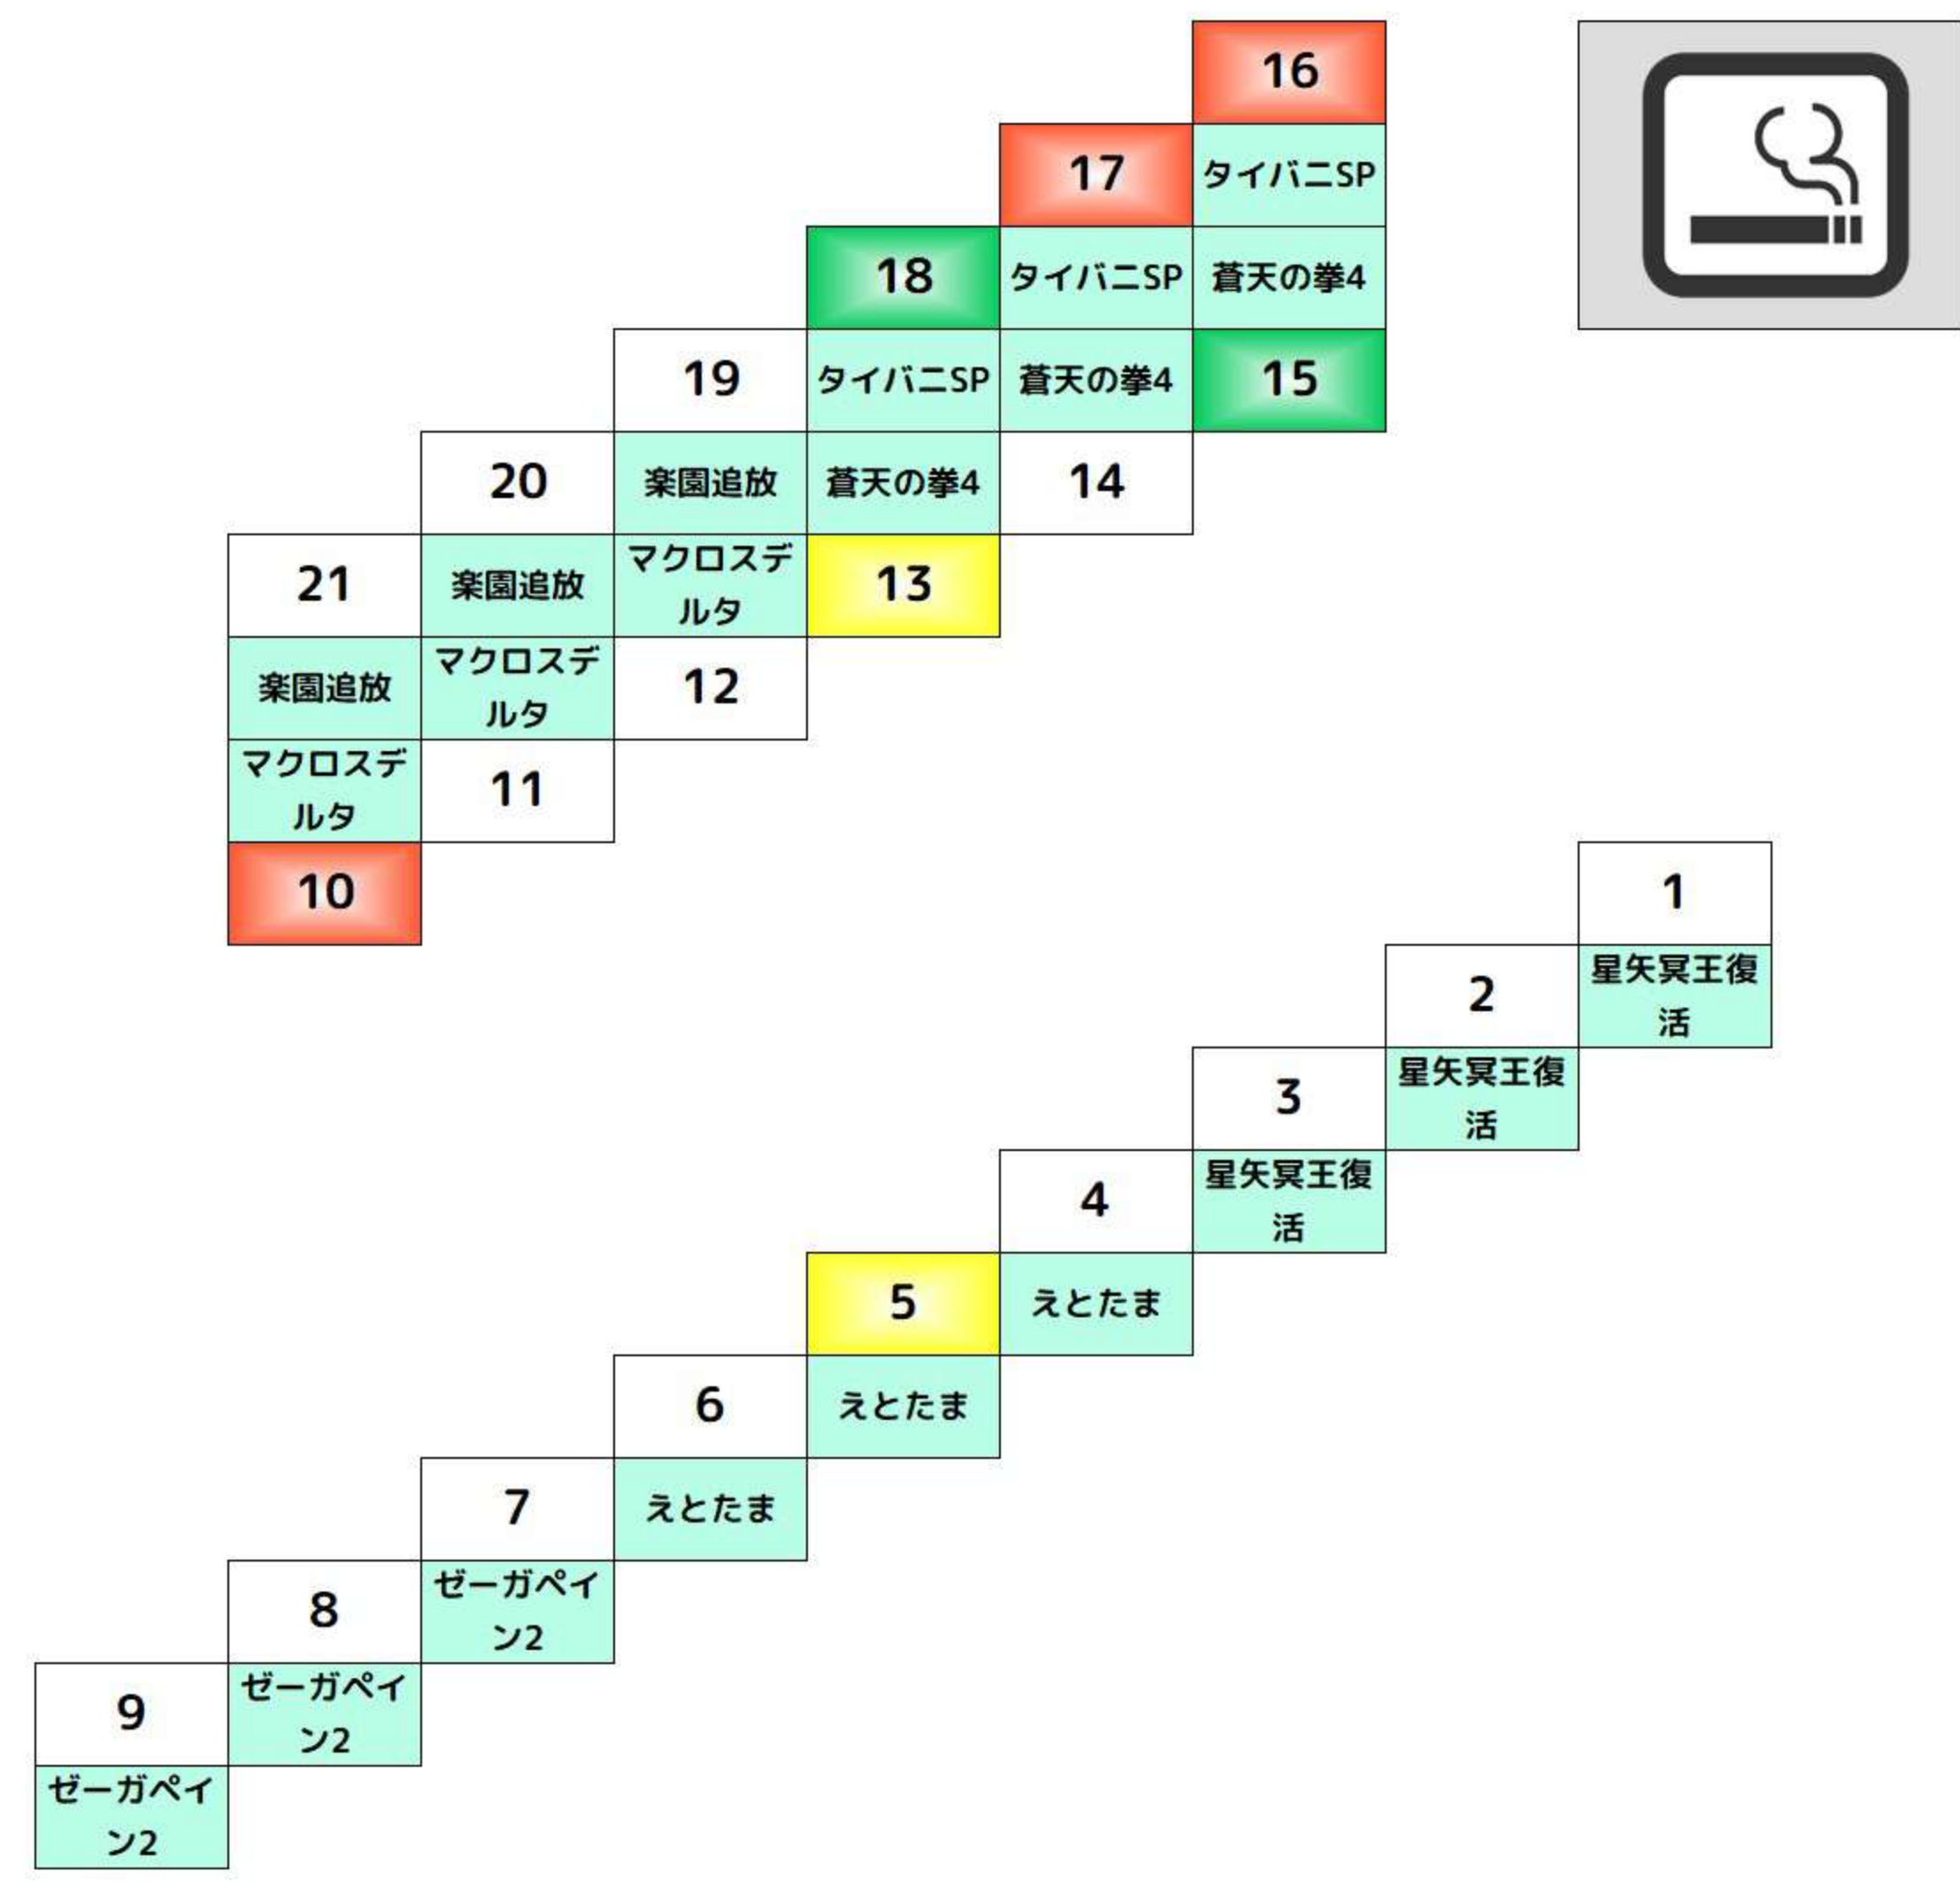 16
17
タイバニSP
18
タイバニSP
蒼天の拳4
19
タイバニSP
蒼天の拳4
15
20
楽園追放
蒼天の拳4
14
21
楽園追放
マクロスデ
ルタ
13
楽園追放
マクロスデ
ルタ
12
マクロスデ
ルタ
11
10
1
2
星矢冥王復
活
3
星矢冥王復
活
4
星矢冥王復
活
5
えとたま
6
えとたま
7
えとたま
8
ゼーガペイ
ン2
9
ゼーガペイ
ン2
ゼーガペイ
ン2